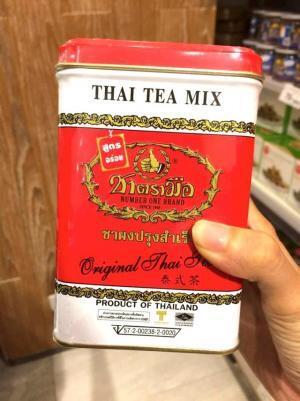 THAI TEA MIX
สูตร
อร่อย
ชาตรามือ
®
NUMBER ONE BRAND
SINCE 1945
ชาผงปรุงสำเร็
Original Thai
泰式茶
PRODUCT OF THAILAND
T
57-2-00238-2-0020